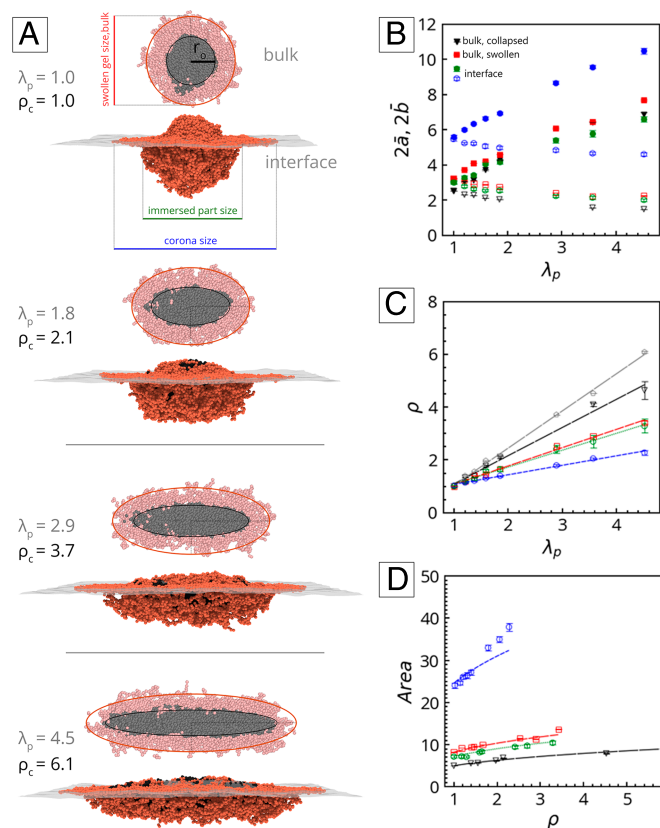 A
swollen gel size,bulk
r₀
bulk
λp = 1.0
ρc = 1.0
interface
immersed part size
corona size
λp = 1.8
ρc = 2.1
λp = 2.9
ρc = 3.7
λp = 4.5
ρc = 6.1
B
12
10
8
6
4
2
0
2ā, 2b̄
bulk, collapsed
bulk, swollen
interface
1 2 3 4 5
λp
C
8
6
4
2
0
ρ
1 2 3 4 5
λp
D
50
40
30
20
10
0
Area
1 2 3 4 5
ρ